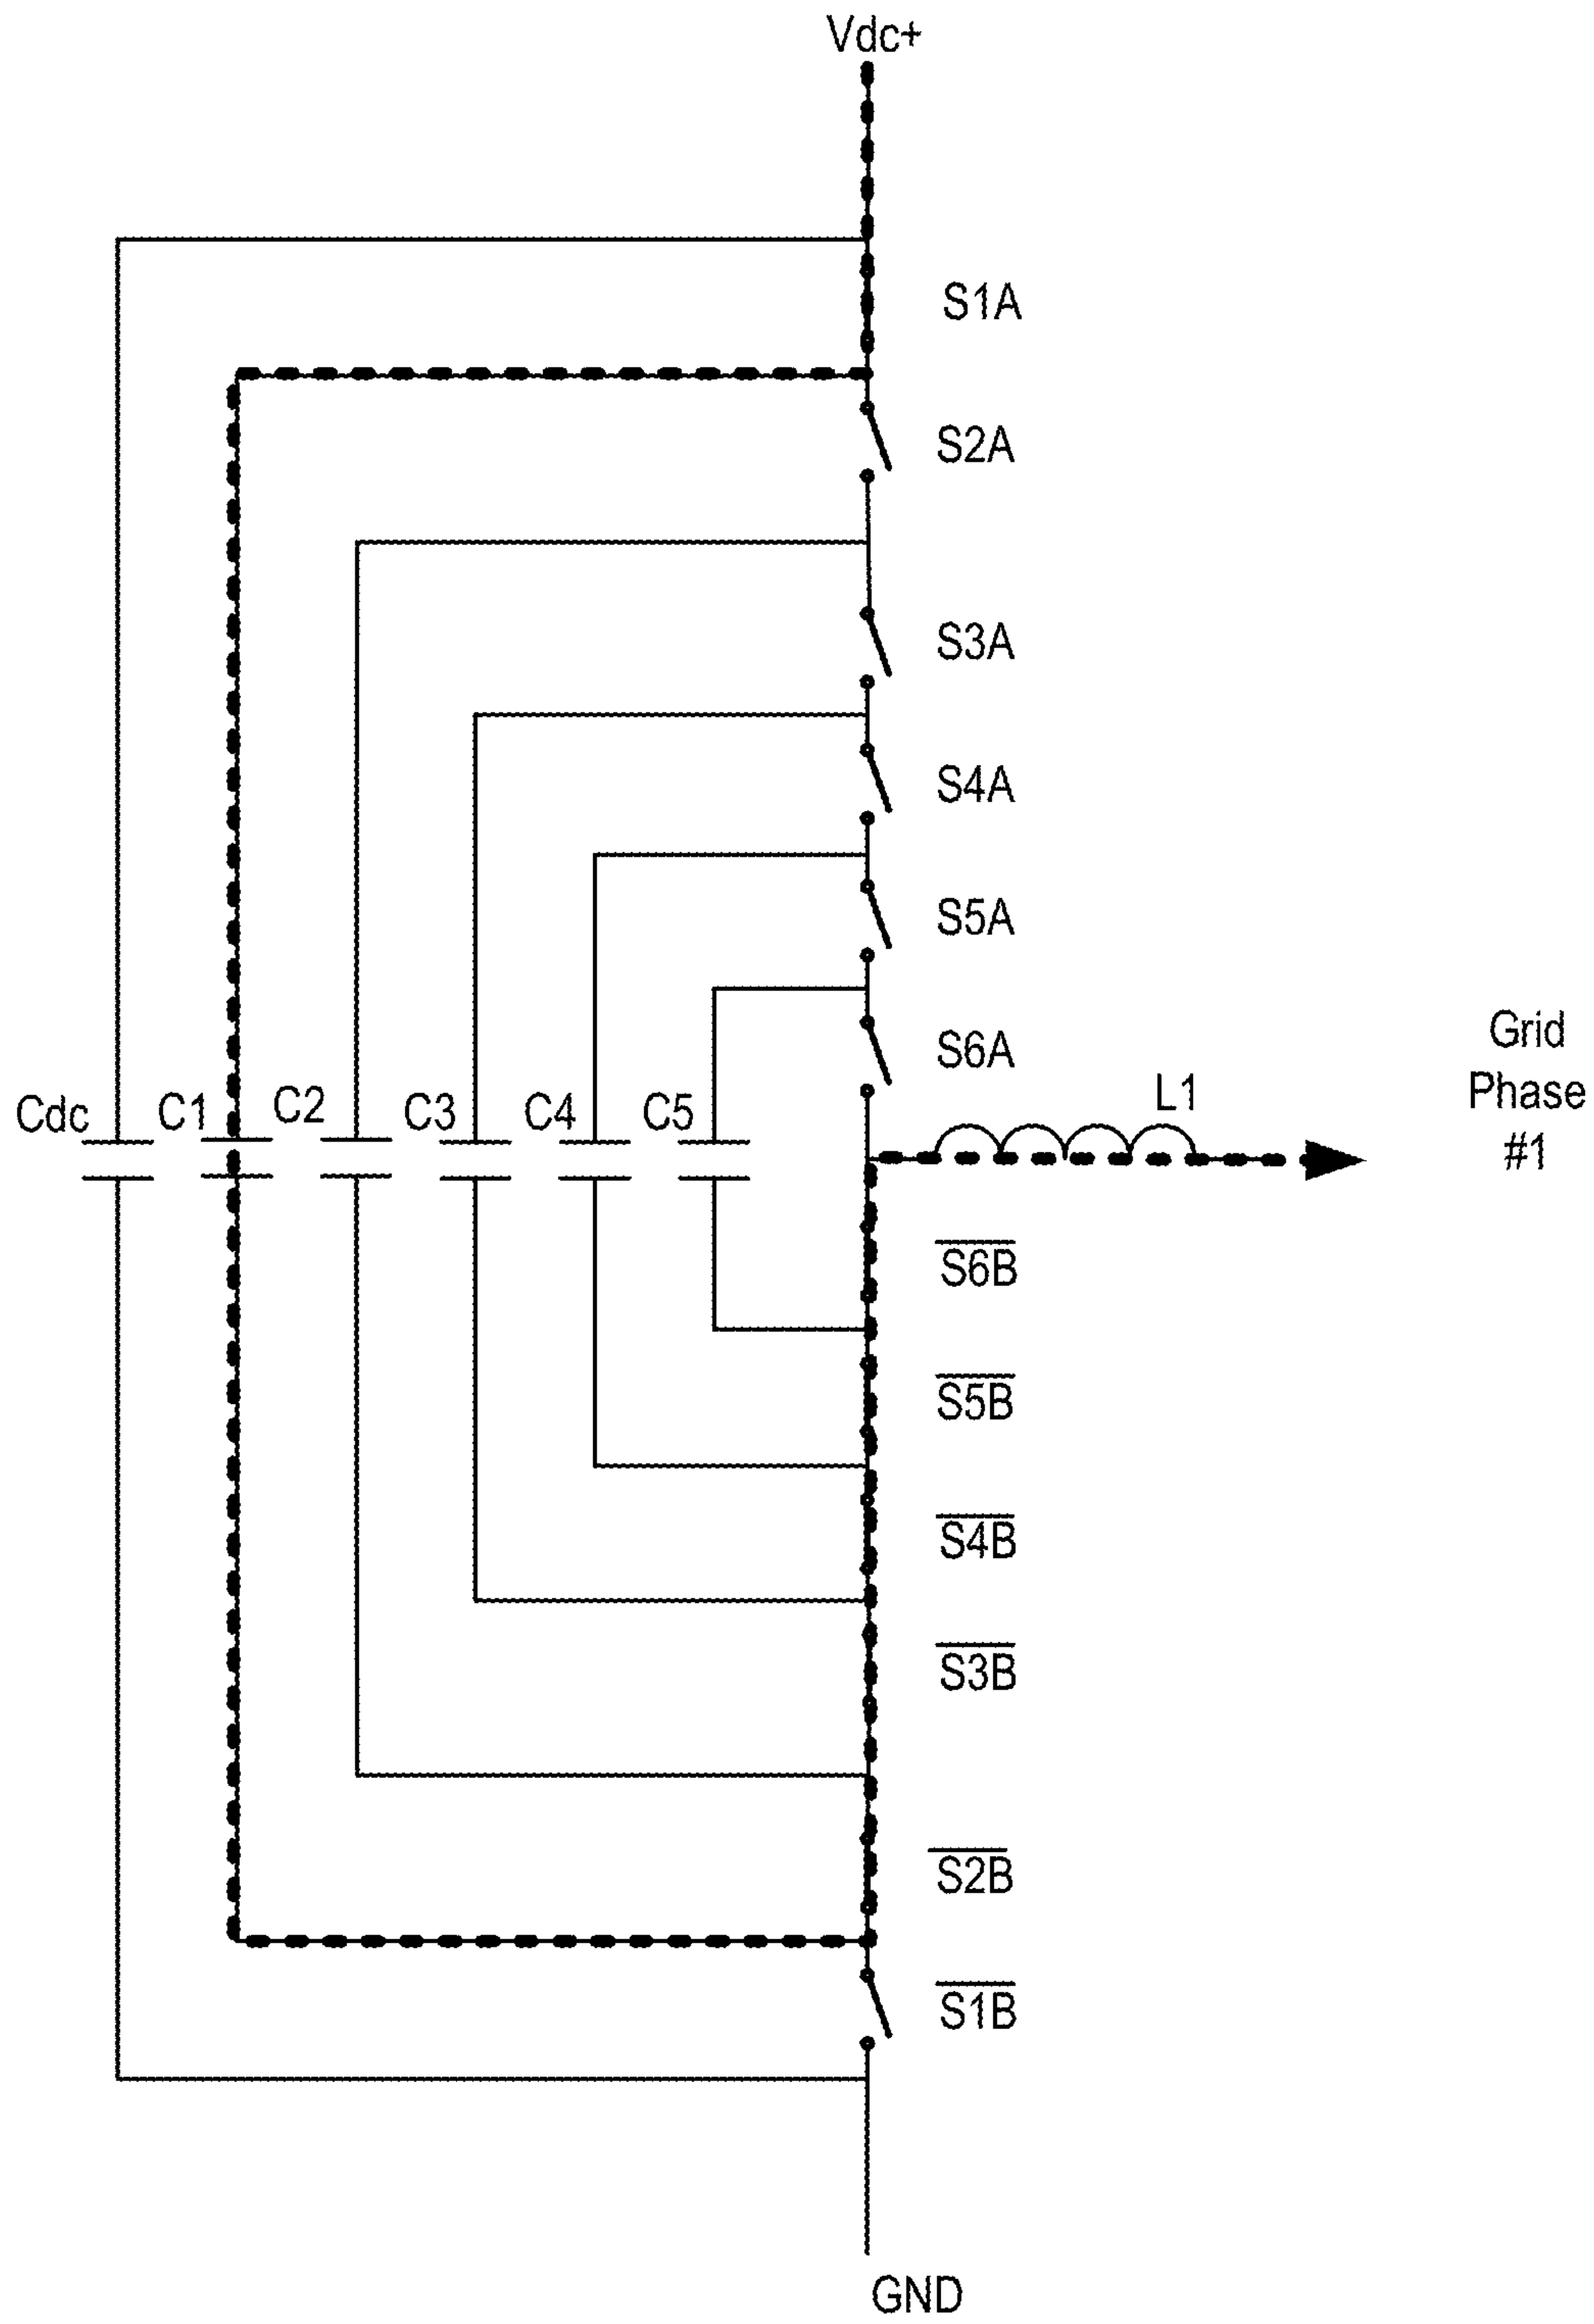 Vdc+
S1A
S2A
S3A
S4A
S5A
S6A
Grid
Phase
#1
L1
Cdc
C1
C2
C3
C4
C5
S6B
S5B
S4B
S3B
S2B
S1B
GND